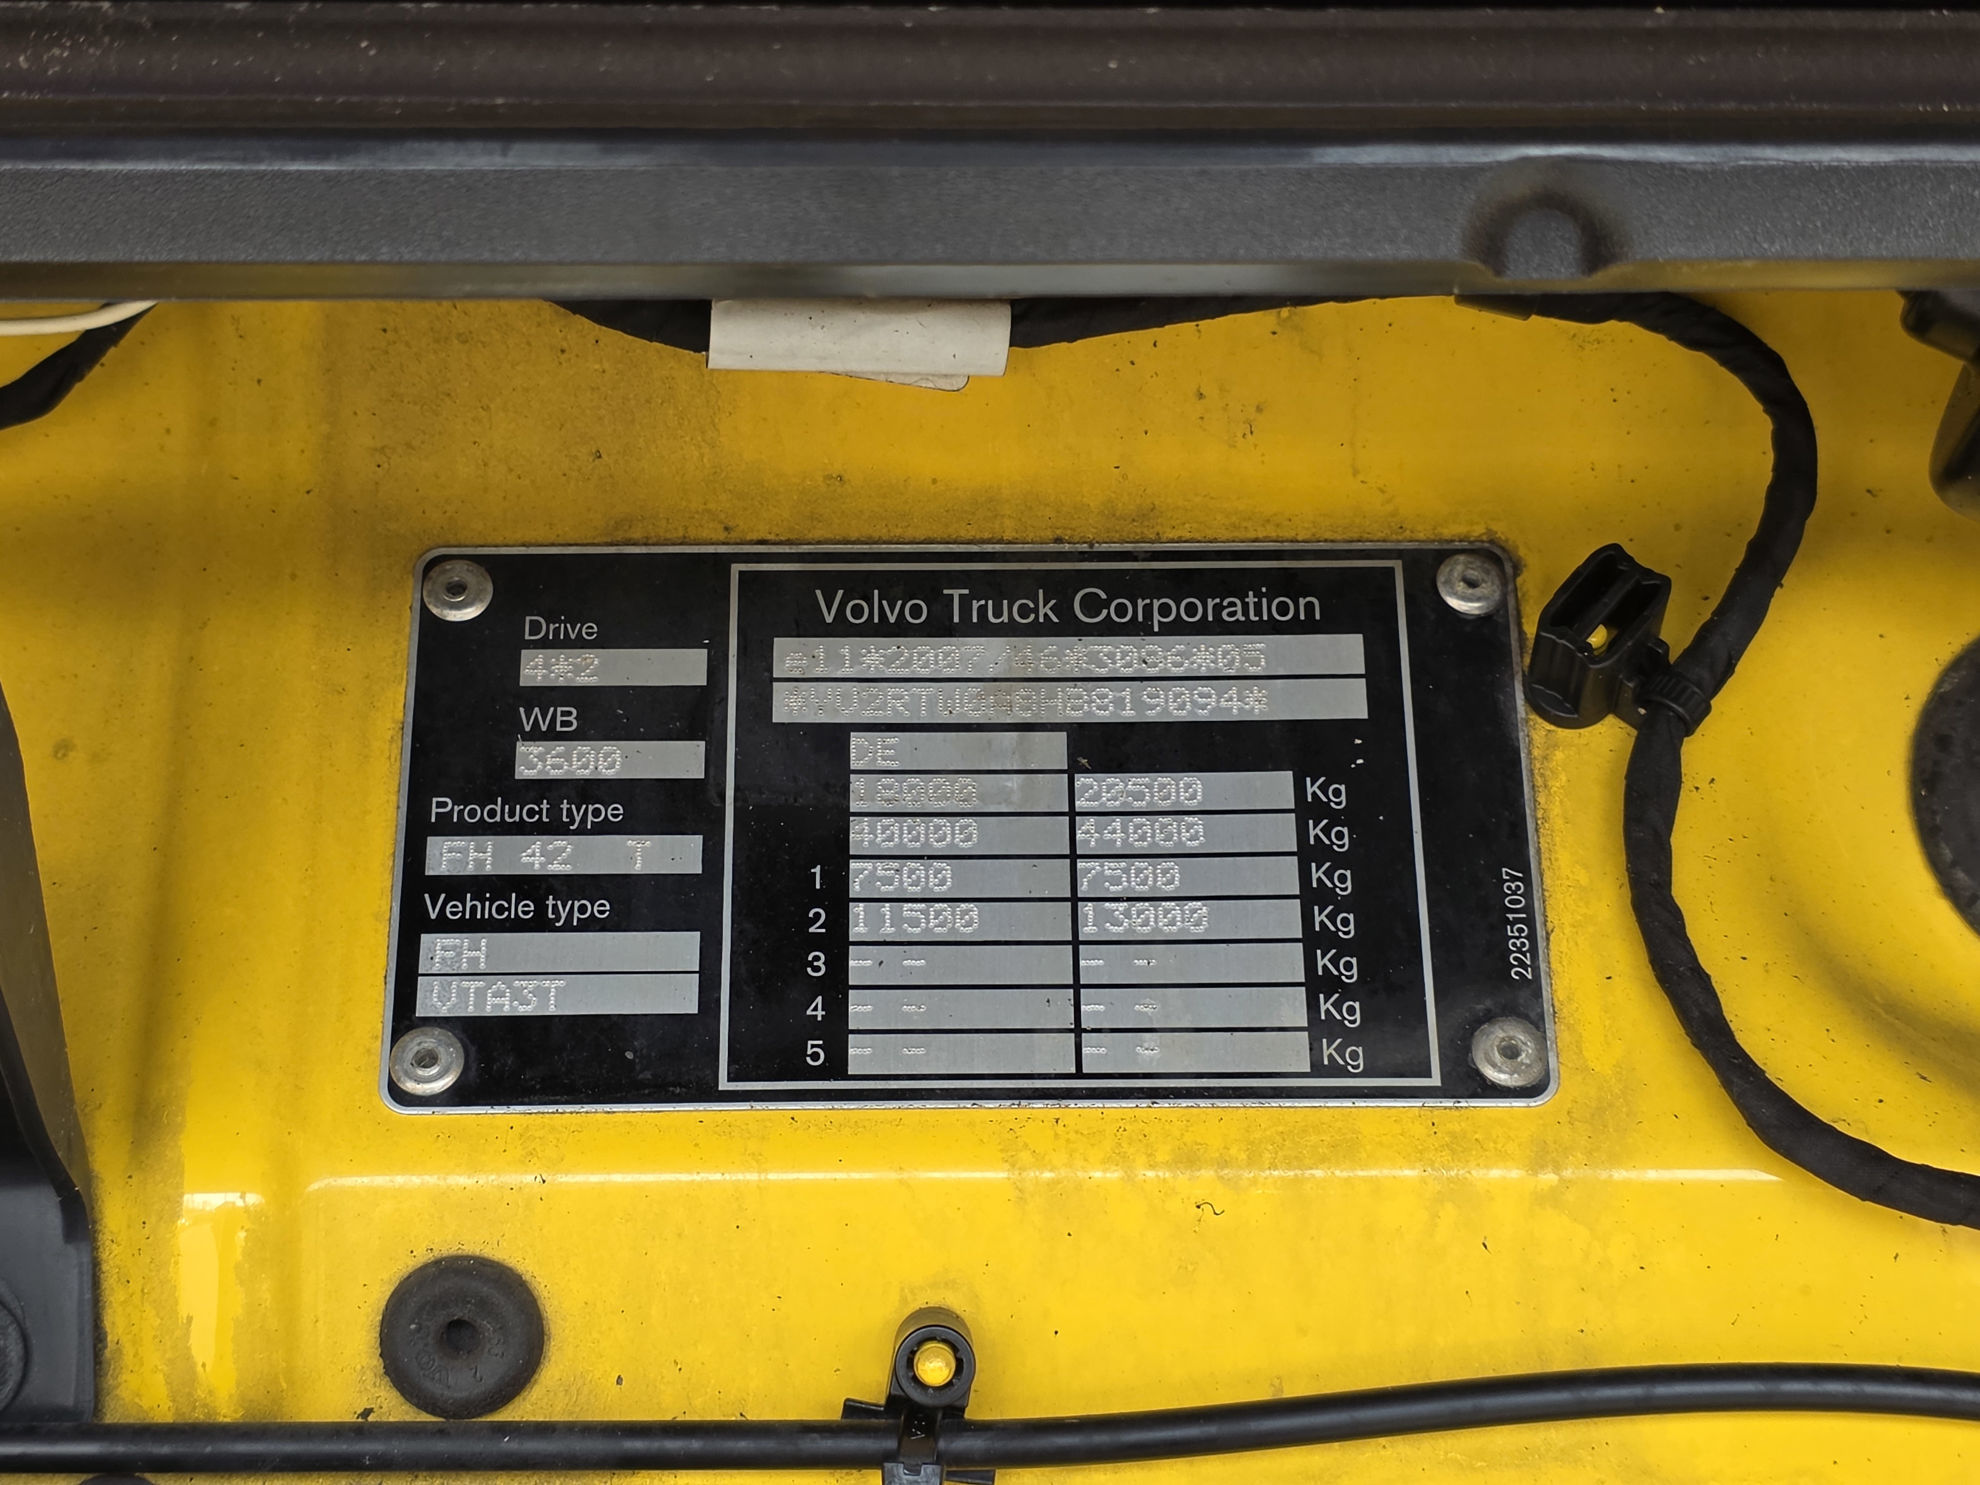 Drive
4*2
WB
3600
Product type
FH 42 T
Vehicle type
FH
VTA3T
Volvo Truck Corporation
e11*2007/46*3086*05
DE
18000 20500 Kg
40000 44000 Kg
1 7500 7500 Kg
2 11500 13000 Kg
3 -- -- -- -- Kg
4 -- -- -- -- Kg
5 -- -- -- -- Kg
22351037